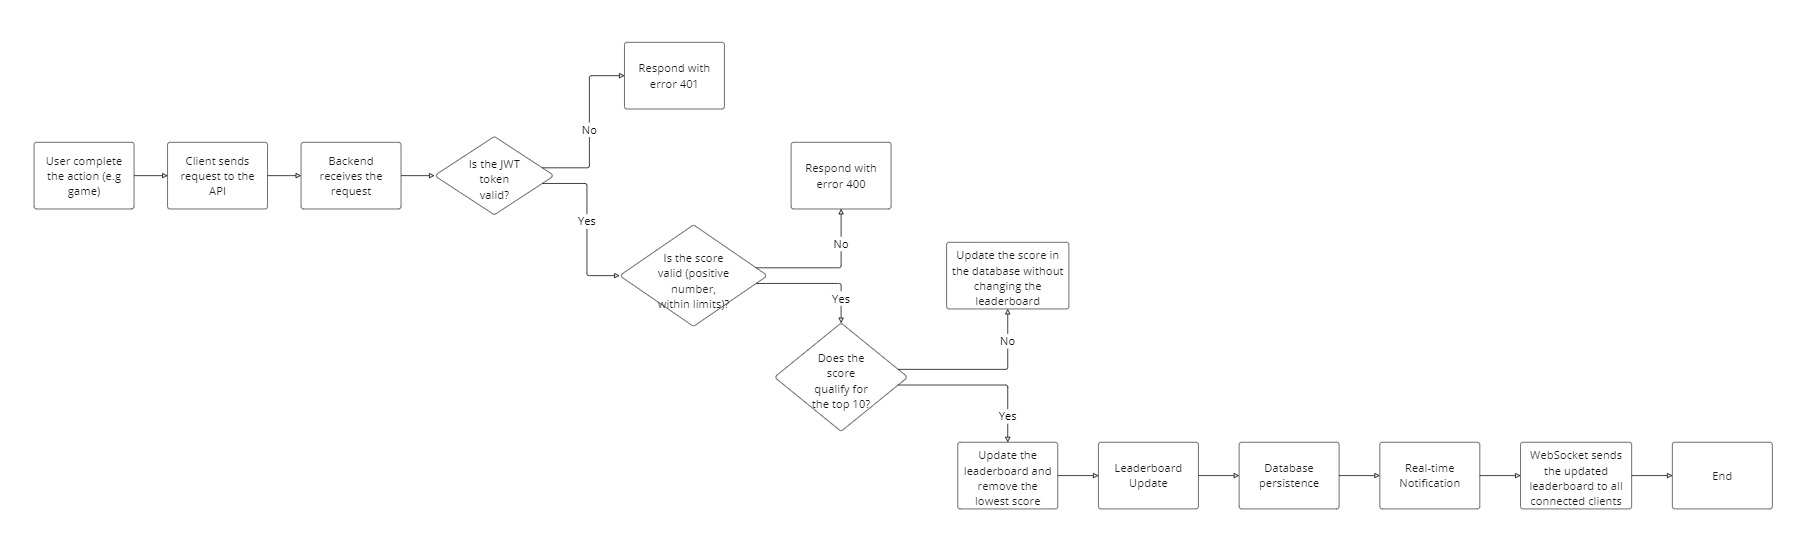 User complete
the action (e.g
game)
Client sends
request to the
API
Backend
receives the
request
Is the JWT
token
valid?
No
Respond with
error 401
Yes
Is the score
valid (positive
number,
within limits)?
No
Respond with
error 400
Yes
Does the
score
qualify for
the top 10?
No
Update the score in
the database without
changing the
leaderboard
Yes
Update the
leaderboard and
remove the
lowest score
Leaderboard
Update
Database
persistence
Real-time
Notification
WebSocket sends
the updated
leaderboard to all
connected clients
End